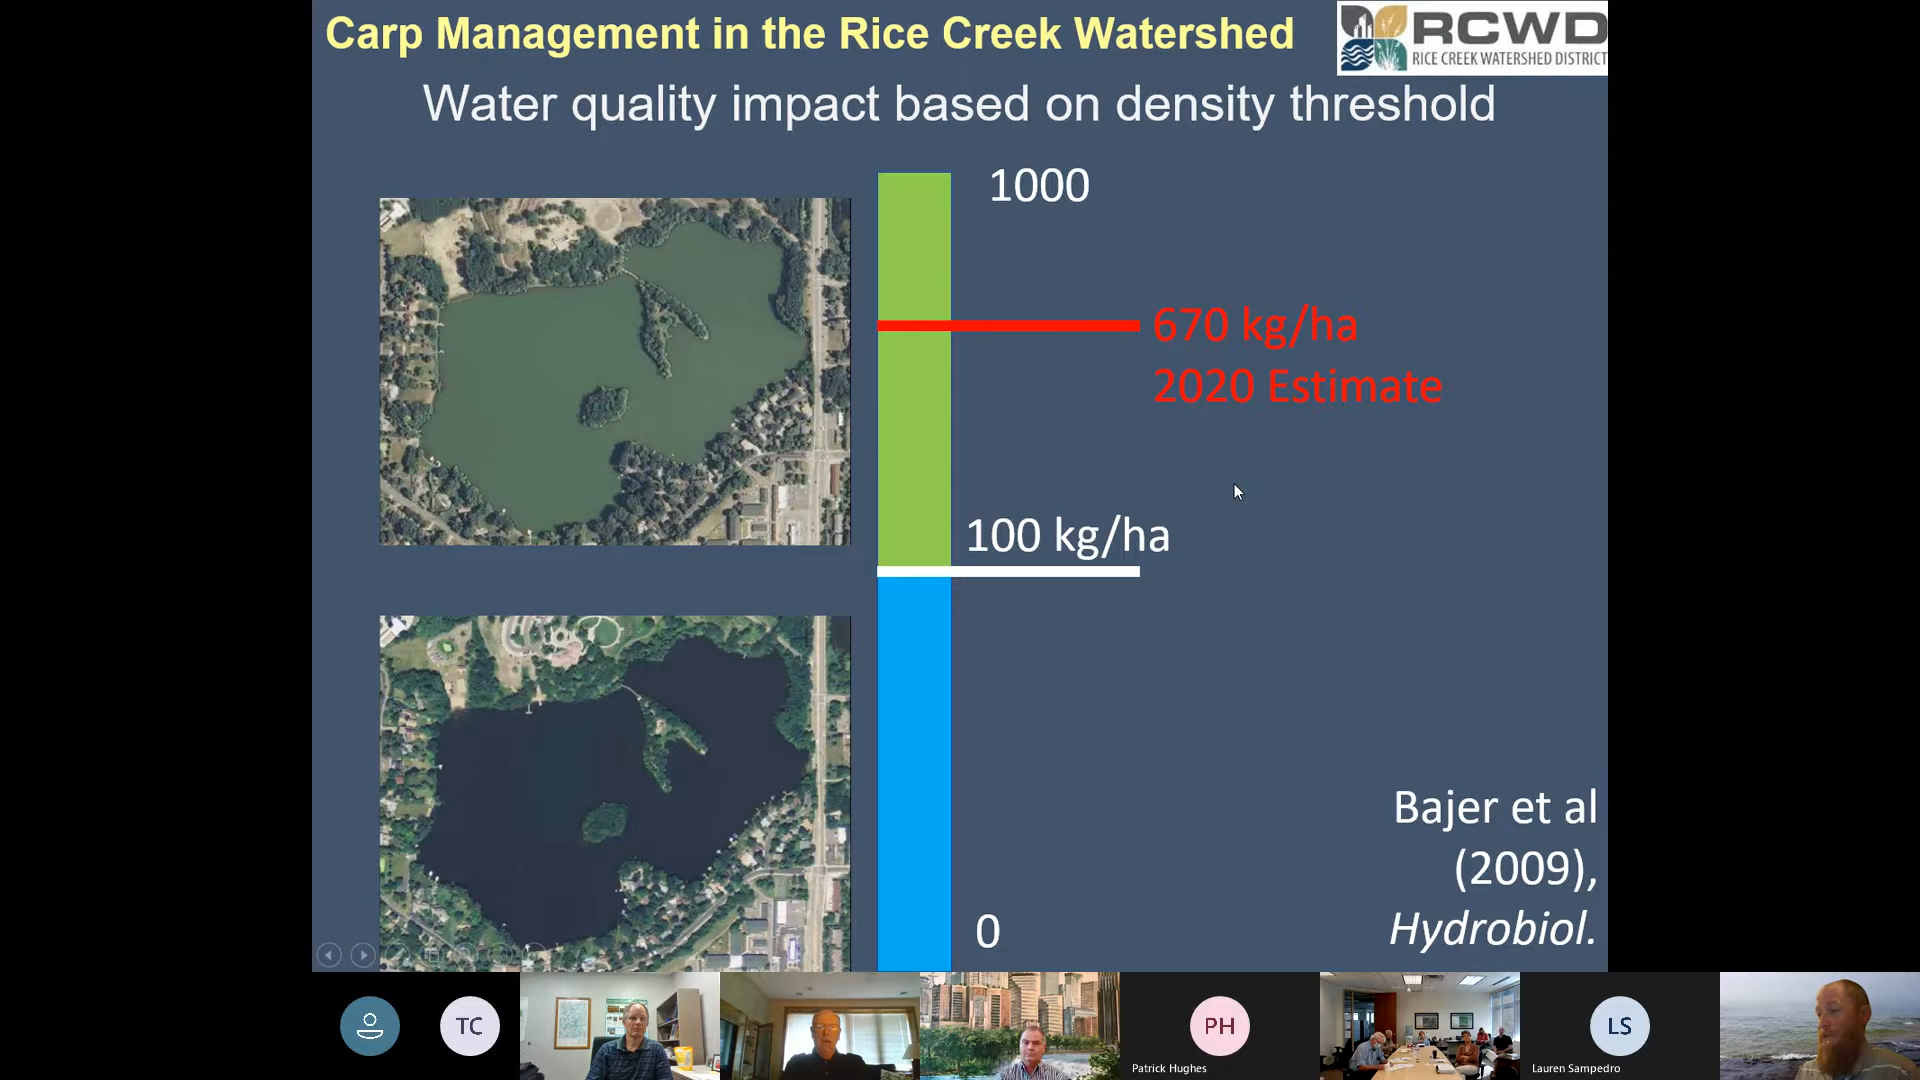 Carp Management in the Rice Creek Watershed
RCWD
RICE CREEK WATERSHED DISTRICT
Water quality impact based on density threshold
1000
670 kg/ha
2020 Estimate
100 kg/ha
Bajer et al
(2009),
Hydrobiol.
0
TC
PH
Patrick Hughes
LS
Lauren Sampedro